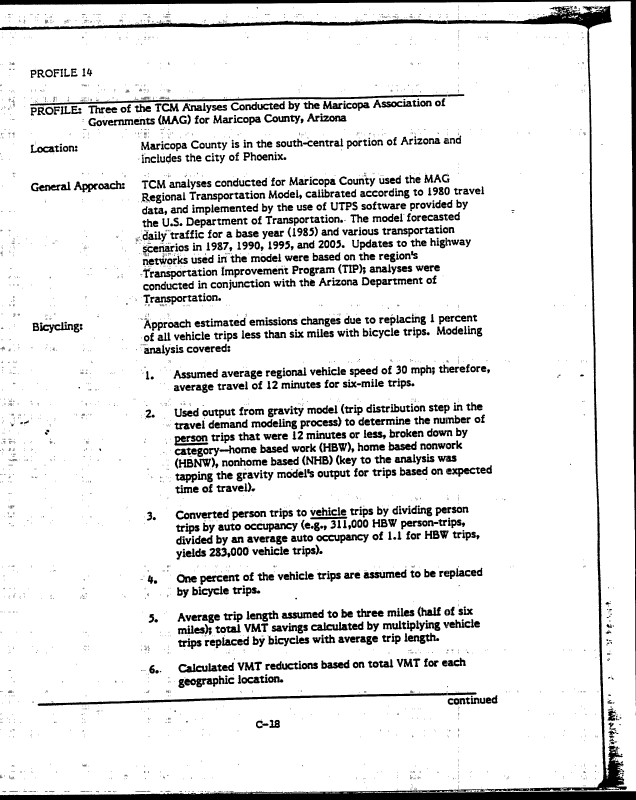 PROFILE 14
PROFILE: Three of the TCM Analyses Conducted by the Maricopa Association of
Governments (MAG) for Maricopa County, Arizona
Location: Maricopa County is in the south-central portion of Arizona and
includes the city of Phoenix.
General Approach: TCM analyses conducted for Maricopa County used the MAG
Regional Transportation Model, calibrated according to 1980 travel
data, and implemented by the use of UTPS software provided by
the U.S. Department of Transportation. The model forecasted
daily traffic for a base year (1985) and various transportation
scenarios in 1987, 1990, 1995, and 2005. Updates to the highway
networks used in the model were based on the region's
Transportation Improvement Program (TIP); analyses were
conducted in conjunction with the Arizona Department of
Transportation.
Bicycling: Approach estimated emissions changes due to replacing 1 percent
of all vehicle trips less than six miles with bicycle trips. Modeling
analysis covered:
1. Assumed average regional vehicle speed of 30 mph; therefore,
average travel of 12 minutes for six-mile trips.
2. Used output from gravity model (trip distribution step in the
travel demand modeling process) to determine the number of
person trips that were 12 minutes or less, broken down by
category—home based work (HBW), home based nonwork
(HBNW), nonhome based (NHB) (key to the analysis was
tapping the gravity model's output for trips based on expected
time of travel).
3. Converted person trips to vehicle trips by dividing person
trips by auto occupancy (e.g., 311,000 HBW person-trips,
divided by an average auto occupancy of 1.1 for HBW trips,
yields 283,000 vehicle trips).
4. One percent of the vehicle trips are assumed to be replaced
by bicycle trips.
5. Average trip length assumed to be three miles (half of six
miles); total VMT savings calculated by multiplying vehicle
trips replaced by bicycles with average trip length.
6. Calculated VMT reductions based on total VMT for each
geographic location.
continued
C-18